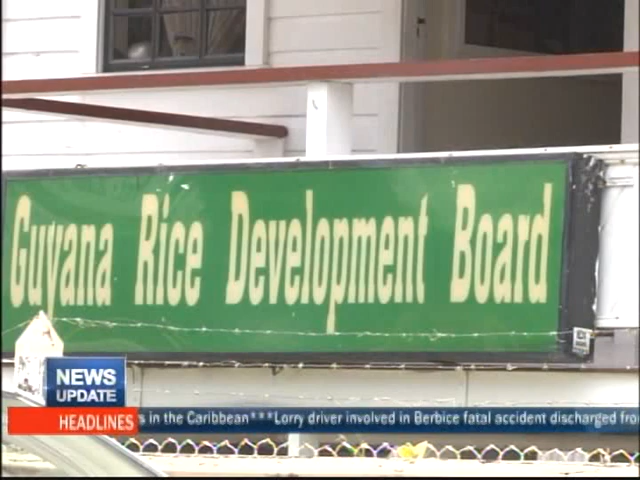 Guyana Rice Development Board
NEWS
UPDATE
HEADLINES
s in the Caribbean***Lorry driver involved in Berbice fatal accident discharged fro